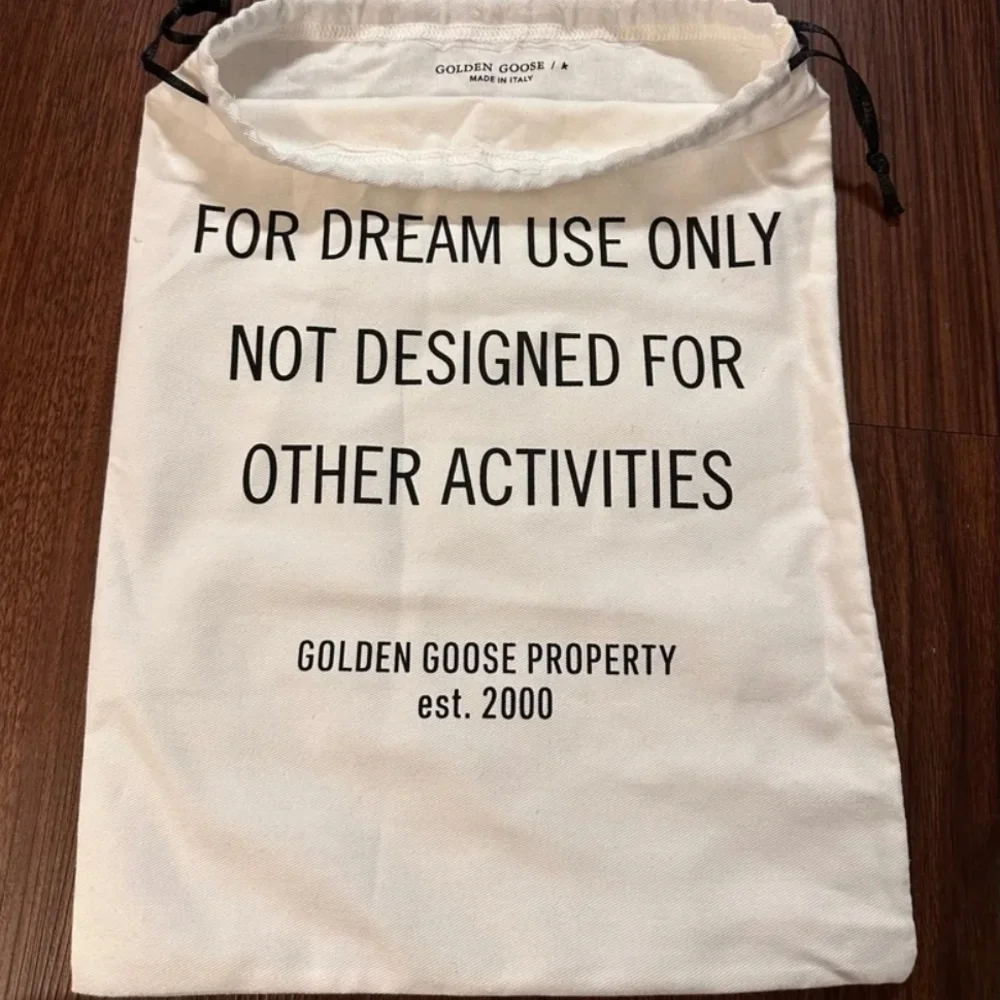 GOLDEN GOOSE / k
MADE IN ITALY
FOR DREAM USE ONLY
NOT DESIGNED FOR
OTHER ACTIVITIES
GOLDEN GOOSE PROPERTY
est. 2000